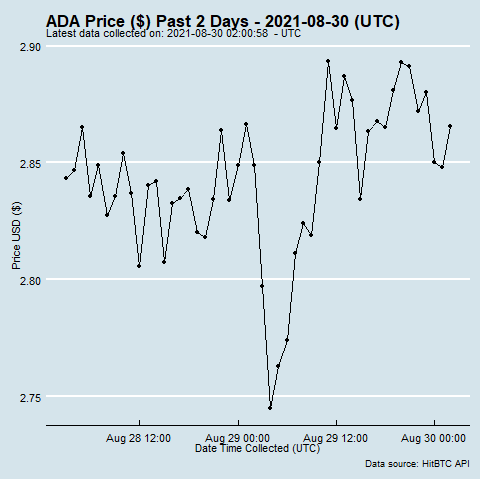 ADA Price ($) Past 2 Days - 2021-08-30 (UTC)
Latest data collected on: 2021-08-30 02:00:58 - UTC
2.90
2.85
2.80
2.75
Price USD ($)
Aug 28 12:00 Aug 29 00:00 Aug 29 12:00 Aug 30 00:00
Date Time Collected (UTC)
Data source: HitBTC API